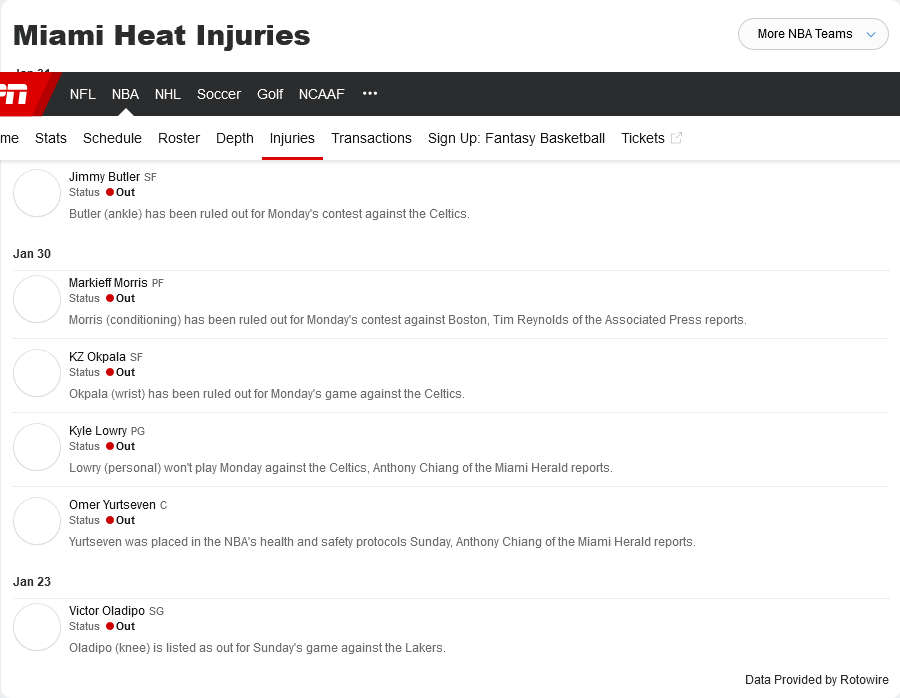 Miami Heat Injuries
More NBA Teams
NFL NBA NHL Soccer Golf NCAAF •••
me Stats Schedule Roster Depth Injuries Transactions Sign Up: Fantasy Basketball Tickets
Jimmy Butler SF
Status Out
Butler (ankle) has been ruled out for Monday's contest against the Celtics.
Jan 30
Markieff Morris PF
Status Out
Morris (conditioning) has been ruled out for Monday's contest against Boston, Tim Reynolds of the Associated Press reports.
KZ Okpala SF
Status Out
Okpala (wrist) has been ruled out for Monday's game against the Celtics.
Kyle Lowry PG
Status Out
Lowry (personal) won't play Monday against the Celtics, Anthony Chiang of the Miami Herald reports.
Omer Yurtseven C
Status Out
Yurtseven was placed in the NBA's health and safety protocols Sunday, Anthony Chiang of the Miami Herald reports.
Jan 23
Victor Oladipo SG
Status Out
Oladipo (knee) is listed as out for Sunday's game against the Lakers.
Data Provided by Rotowire